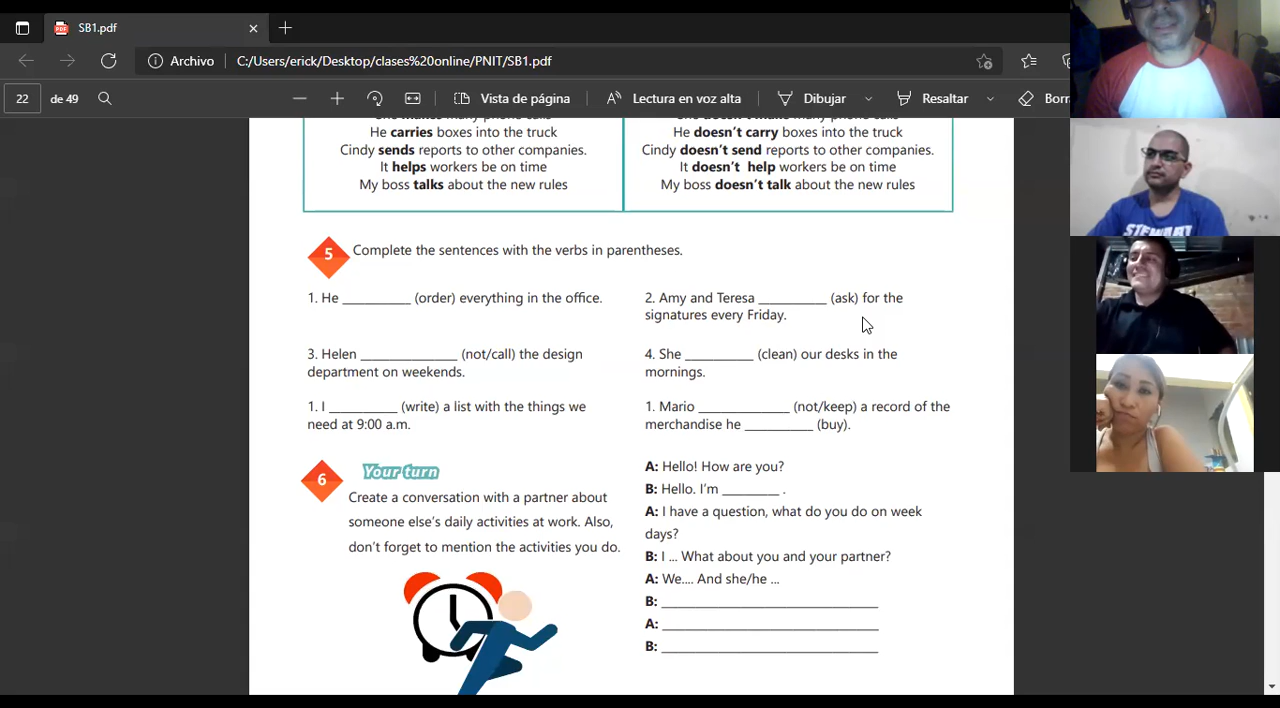 SB1.pdf
Archivo
C:/Users/erick/Desktop/clases%20online/PNIT/SB1.pdf
22
de 49
Vista de página
Lectura en voz alta
Dibujar
Resaltar
Borr
He carries boxes into the truck
Cindy sends reports to other companies.
It helps workers be on time
My boss talks about the new rules
He doesn't carry boxes into the truck
Cindy doesn't send reports to other companies.
It doesn't help workers be on time
My boss doesn't talk about the new rules
5
Complete the sentences with the verbs in parentheses.
1. He __________ (order) everything in the office.
2. Amy and Teresa __________ (ask) for the
signatures every Friday.
3. Helen ______________ (not/call) the design
department on weekends.
4. She __________ (clean) our desks in the
mornings.
1. I __________ (write) a list with the things we
need at 9:00 a.m.
1. Mario _____________ (not/keep) a record of the
merchandise he __________ (buy).
6
Your turn
Create a conversation with a partner about
someone else's daily activities at work. Also,
don't forget to mention the activities you do.
A: Hello! How are you?
B: Hello. I'm ________ .
A: I have a question, what do you do on week
days?
B: I ... What about you and your partner?
A: We.... And she/he ...
B: ________________________________
A: ________________________________
B: ________________________________